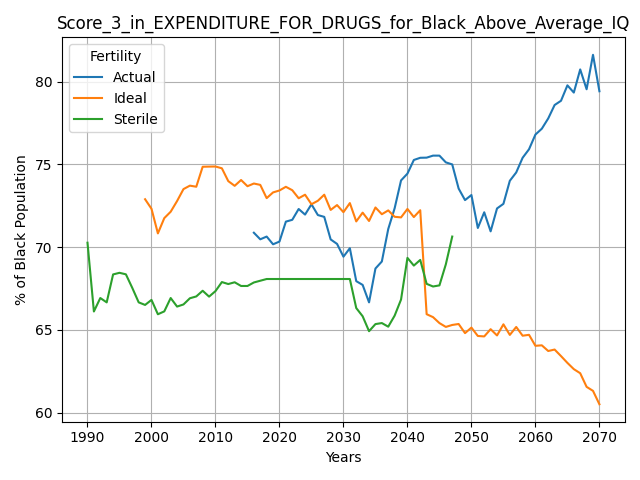 Score_3_in_EXPENDITURE_FOR_DRUGS_for_Black_Above_Average_IQ
Fertility
Actual
Ideal
Sterile
% of Black Population
80
75
70
65
60
1990 2000 2010 2020 2030 2040 2050 2060 2070
Years